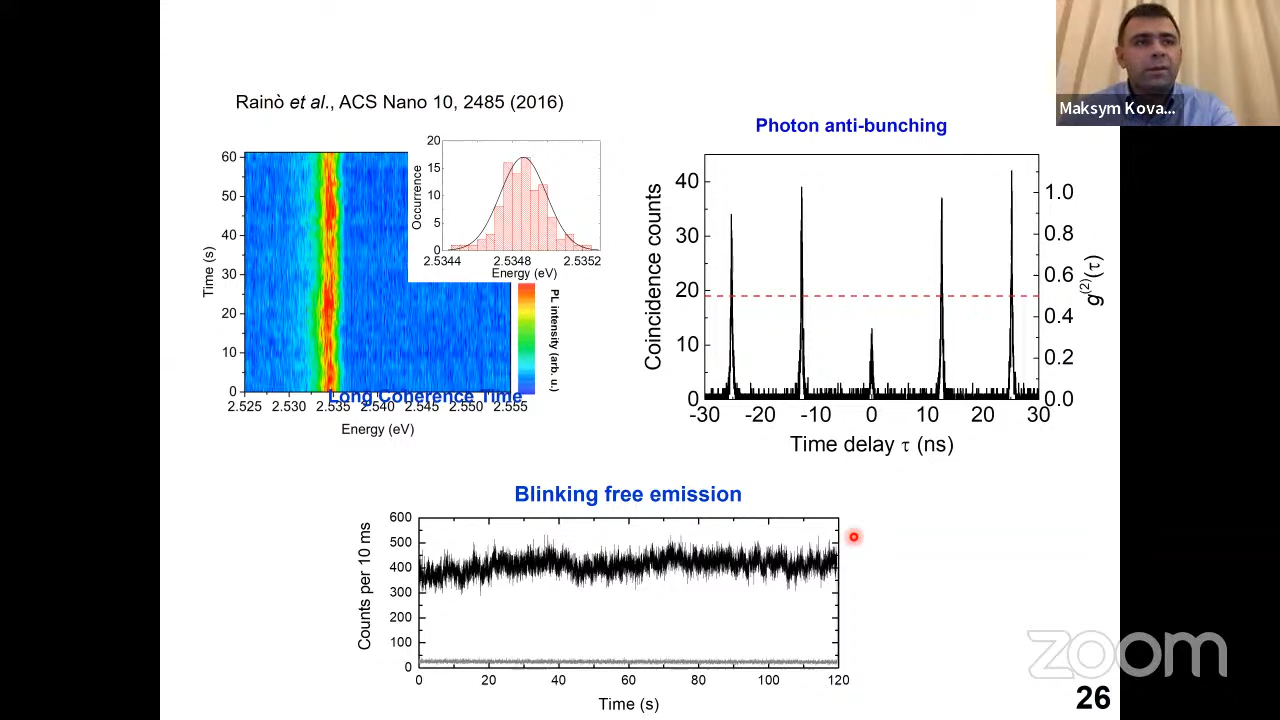 Maksym Kova...
Rainò et al., ACS Nano 10, 2485 (2016)
Photon anti-bunching
60
50
40
30
20
10
0
Time (s)
2.525 2.530 2.535 2.540 2.545 2.550 2.555
Long Coherence Time
Energy (eV)
20
15
10
5
0
Occurrence
2.5344 2.5348 2.5352
Energy (eV)
PL intensity (arb. u.)
40
30
20
10
0
Coincidence counts
1.0
0.8
0.6
0.4
0.2
0.0
g(2)(τ)
-30 -20 -10 0 10 20 30
Time delay τ (ns)
Blinking free emission
600
500
400
300
200
100
0
Counts per 10 ms
0 20 40 60 80 100 120
Time (s)
zoom
26